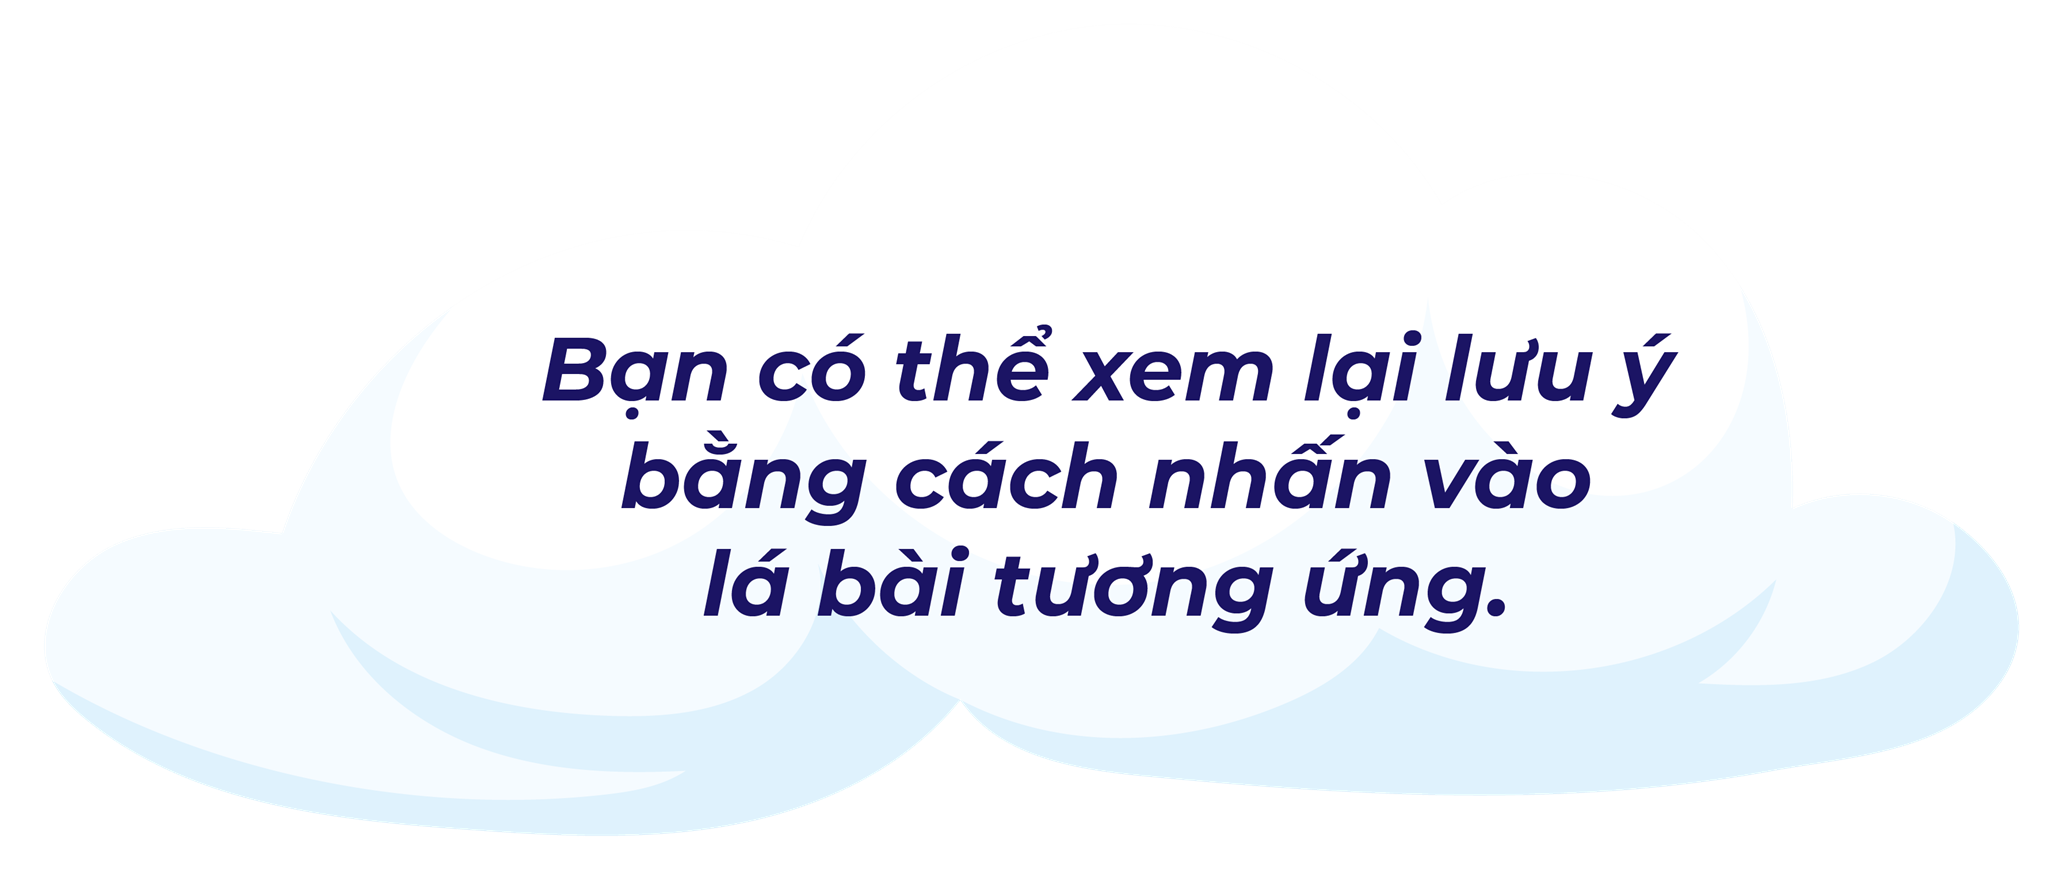 Bạn có thể xem lại lưu ý
bằng cách nhấn vào
lá bài tương ứng.